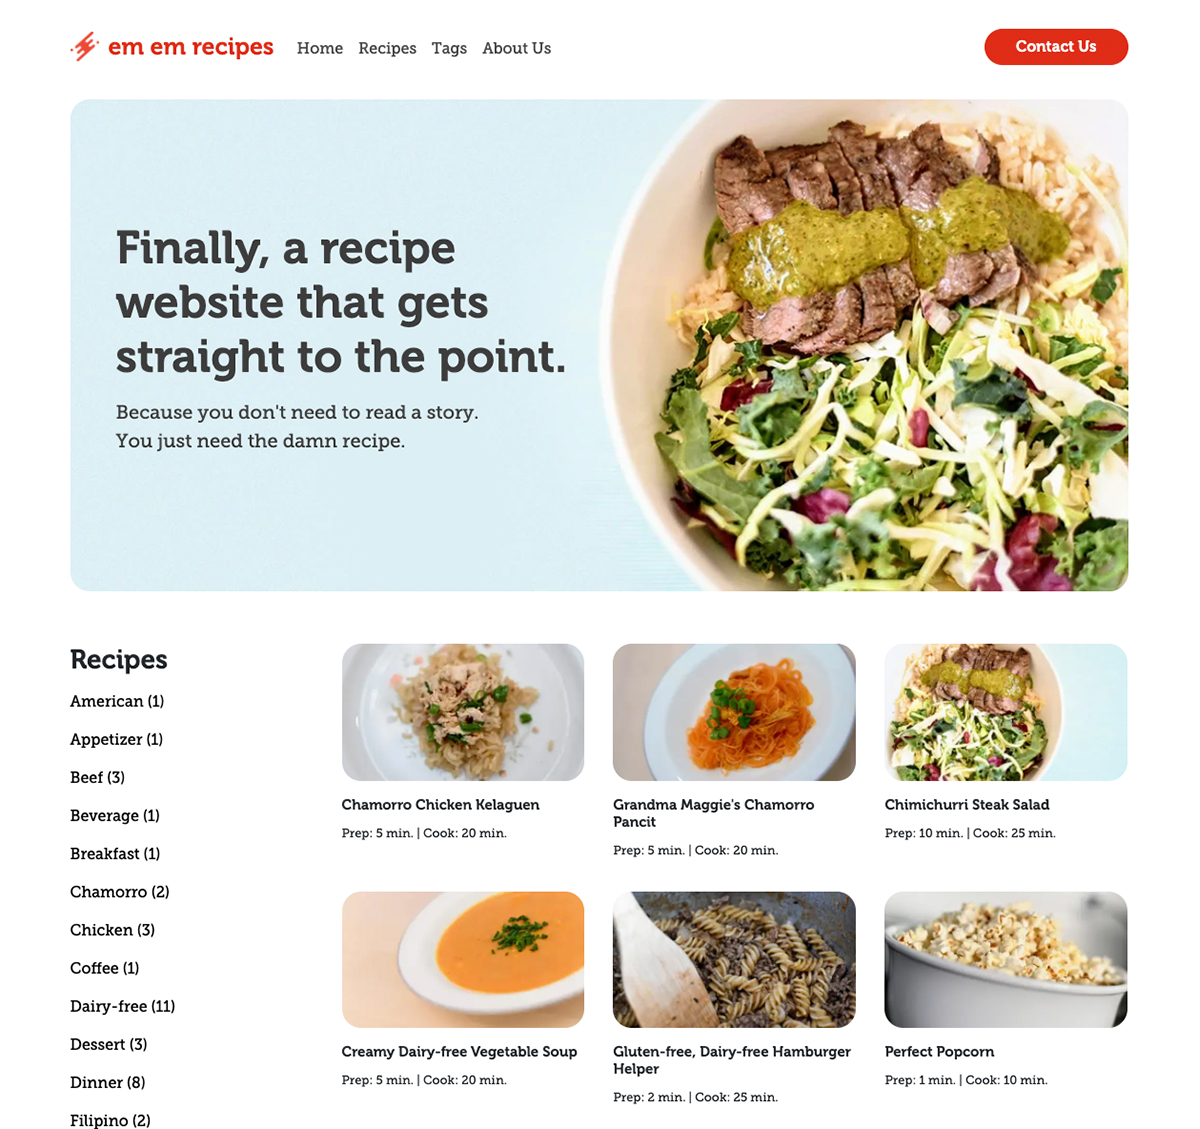 em em recipes
Home Recipes Tags About Us
Contact Us
Finally, a recipe
website that gets
straight to the point.
Because you don't need to read a story.
You just need the damn recipe.
Recipes
American (1)
Appetizer (1)
Beef (3)
Beverage (1)
Breakfast (1)
Chamorro (2)
Chicken (3)
Coffee (1)
Dairy-free (11)
Dessert (3)
Dinner (8)
Filipino (2)
Chamorro Chicken Kelaguen
Prep: 5 min. | Cook: 20 min.
Grandma Maggie's Chamorro
Pancit
Prep: 5 min. | Cook: 20 min.
Chimichurri Steak Salad
Prep: 10 min. | Cook: 25 min.
Creamy Dairy-free Vegetable Soup
Prep: 5 min. | Cook: 20 min.
Gluten-free, Dairy-free Hamburger
Helper
Prep: 2 min. | Cook: 25 min.
Perfect Popcorn
Prep: 1 min. | Cook: 10 min.